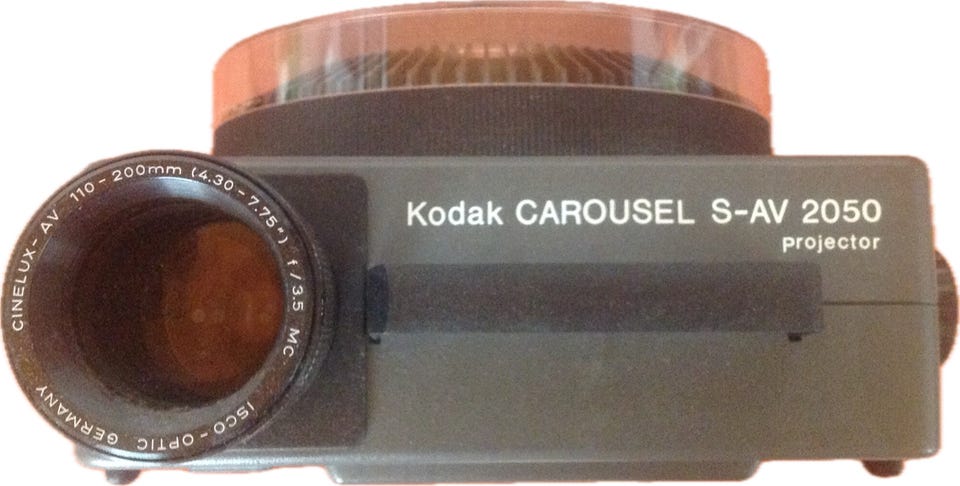 Kodak CAROUSEL S-AV 2050
projector
CINELUX-AV 110-200mm (4.30-7.75") f/3.5 MC
ISCO-OPTIC GERMANY